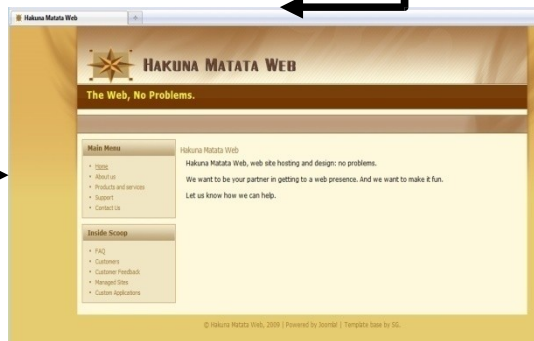 Hakuna Matata Web
HAKUNA MATATA WEB
The Web, No Problems.
Main Menu
Home
About us
Products and services
Support
Contact Us
Inside Scoop
FAQ
Customers
Customer Feedback
Managed Sites
Custom Applications
Hakuna Matata Web
Hakuna Matata Web, web site hosting and design: no problems.
We want to be your partner in getting to a web presence. And we want to make it fun.
Let us know how we can help.
© Hakuna Matata Web, 2009 | Powered by Joomla! | Template base by SG.